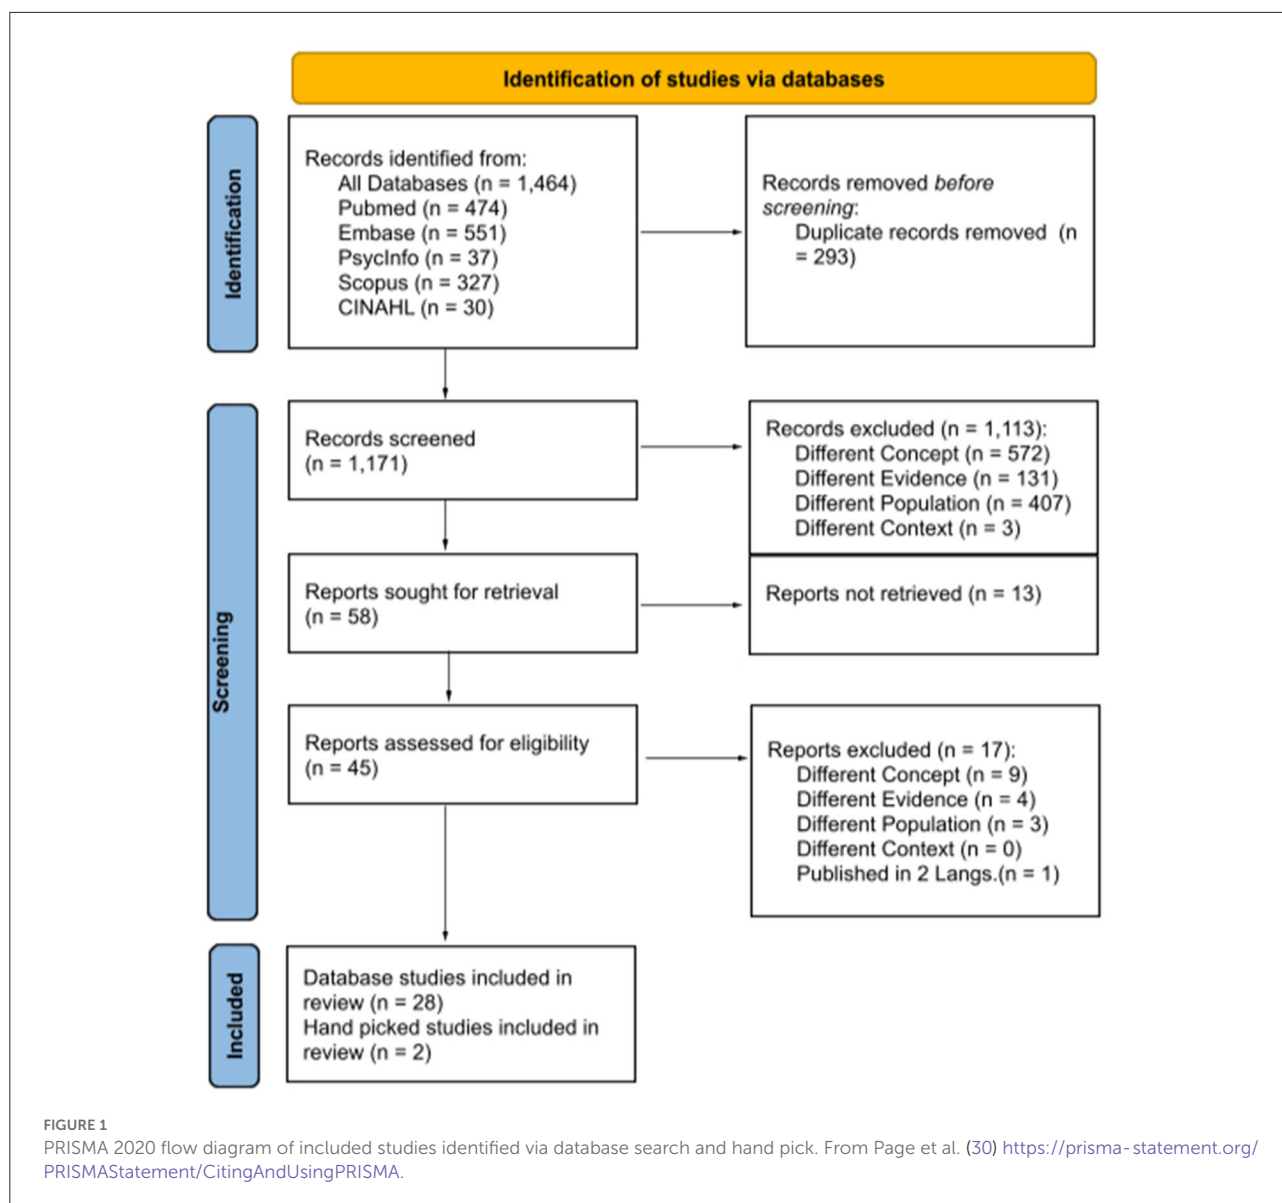 Identification of studies via databases
Identification
Records identified from:
All Databases (n = 1,464)
Pubmed (n = 474)
Embase (n = 551)
PsycInfo (n = 37)
Scopus (n = 327)
CINAHL (n = 30)
Records removed before
screening:
Duplicate records removed (n
= 293)
Screening
Records screened
(n = 1,171)
Records excluded (n = 1,113):
Different Concept (n = 572)
Different Evidence (n = 131)
Different Population (n = 407)
Different Context (n = 3)
Reports sought for retrieval
(n = 58)
Reports not retrieved (n = 13)
Reports assessed for eligibility
(n = 45)
Reports excluded (n = 17):
Different Concept (n = 9)
Different Evidence (n = 4)
Different Population (n = 3)
Different Context (n = 0)
Published in 2 Langs.(n = 1)
Included
Database studies included in
review (n = 28)
Hand picked studies included in
review (n = 2)
FIGURE 1
PRISMA 2020 flow diagram of included studies identified via database search and hand pick. From Page et al. (30) https://prisma-statement.org/
PRISMAStatement/CitingAndUsingPRISMA.